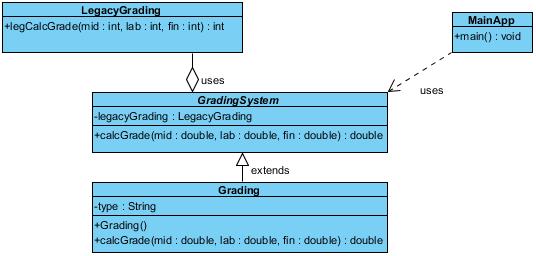 LegacyGrading
+legCalcGrade(mid : int, lab : int, fin : int) : int
MainApp
+main() : void
uses
uses
GradingSystem
-legacyGrading : LegacyGrading
+calcGrade(mid : double, lab : double, fin : double) : double
extends
Grading
-type : String
+Grading()
+calcGrade(mid : double, lab : double, fin : double) : double